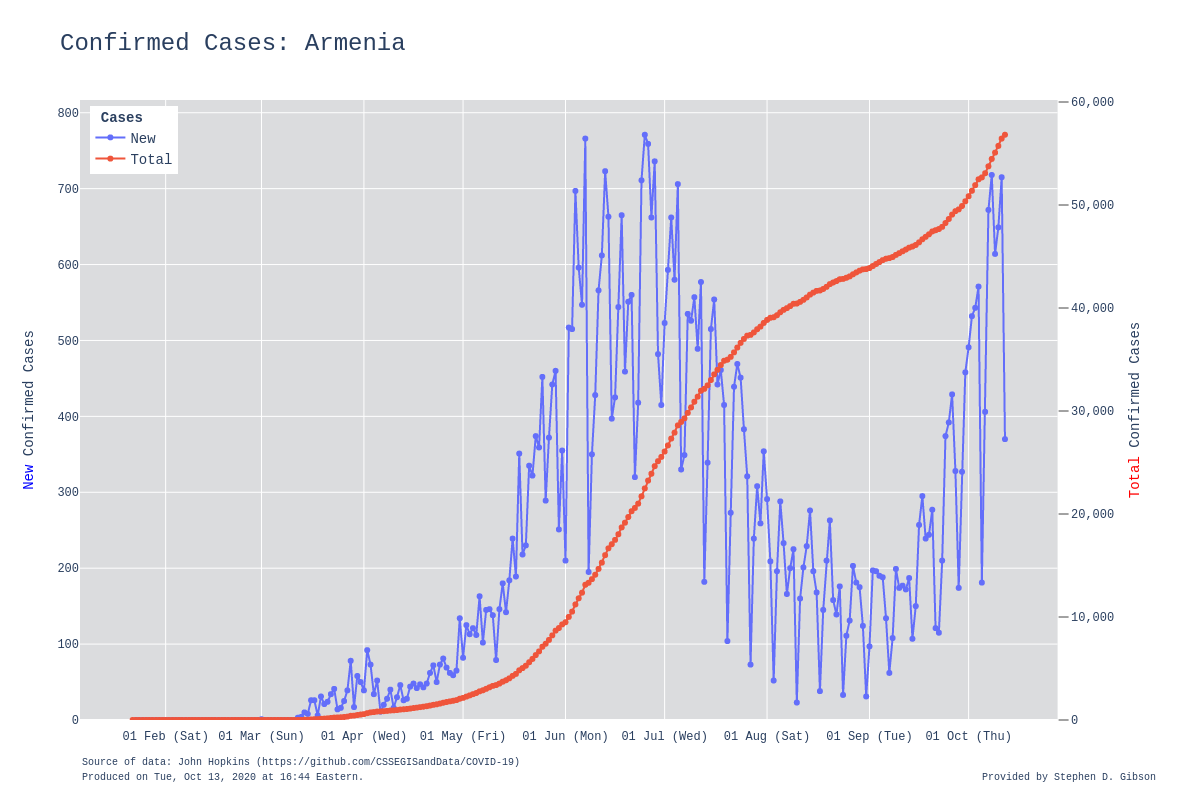 Confirmed Cases: Armenia
Cases
New
Total
800
700
600
500
400
300
200
100
0
60,000
50,000
40,000
30,000
20,000
10,000
0
New Confirmed Cases
Total Confirmed Cases
01 Feb (Sat) 01 Mar (Sun) 01 Apr (Wed) 01 May (Fri) 01 Jun (Mon) 01 Jul (Wed) 01 Aug (Sat) 01 Sep (Tue) 01 Oct (Thu)
Source of data: John Hopkins (https://github.com/CSSEGISandData/COVID-19)
Produced on Tue, Oct 13, 2020 at 16:44 Eastern.
Provided by Stephen D. Gibson